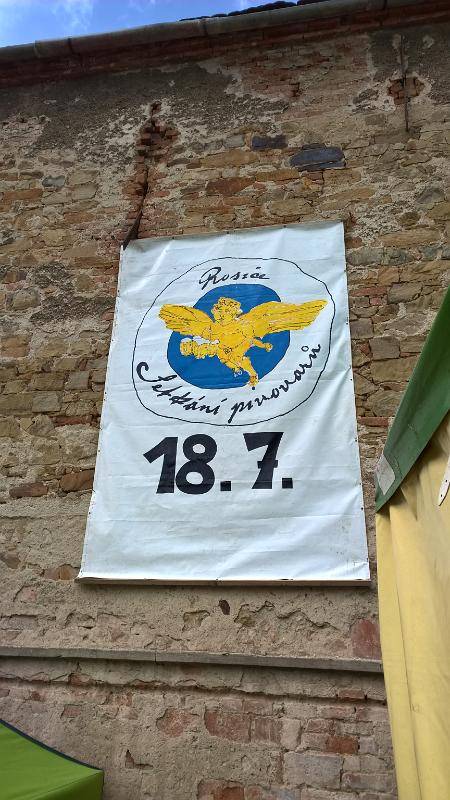 Rosice
Setkání pivovarů
18.7.